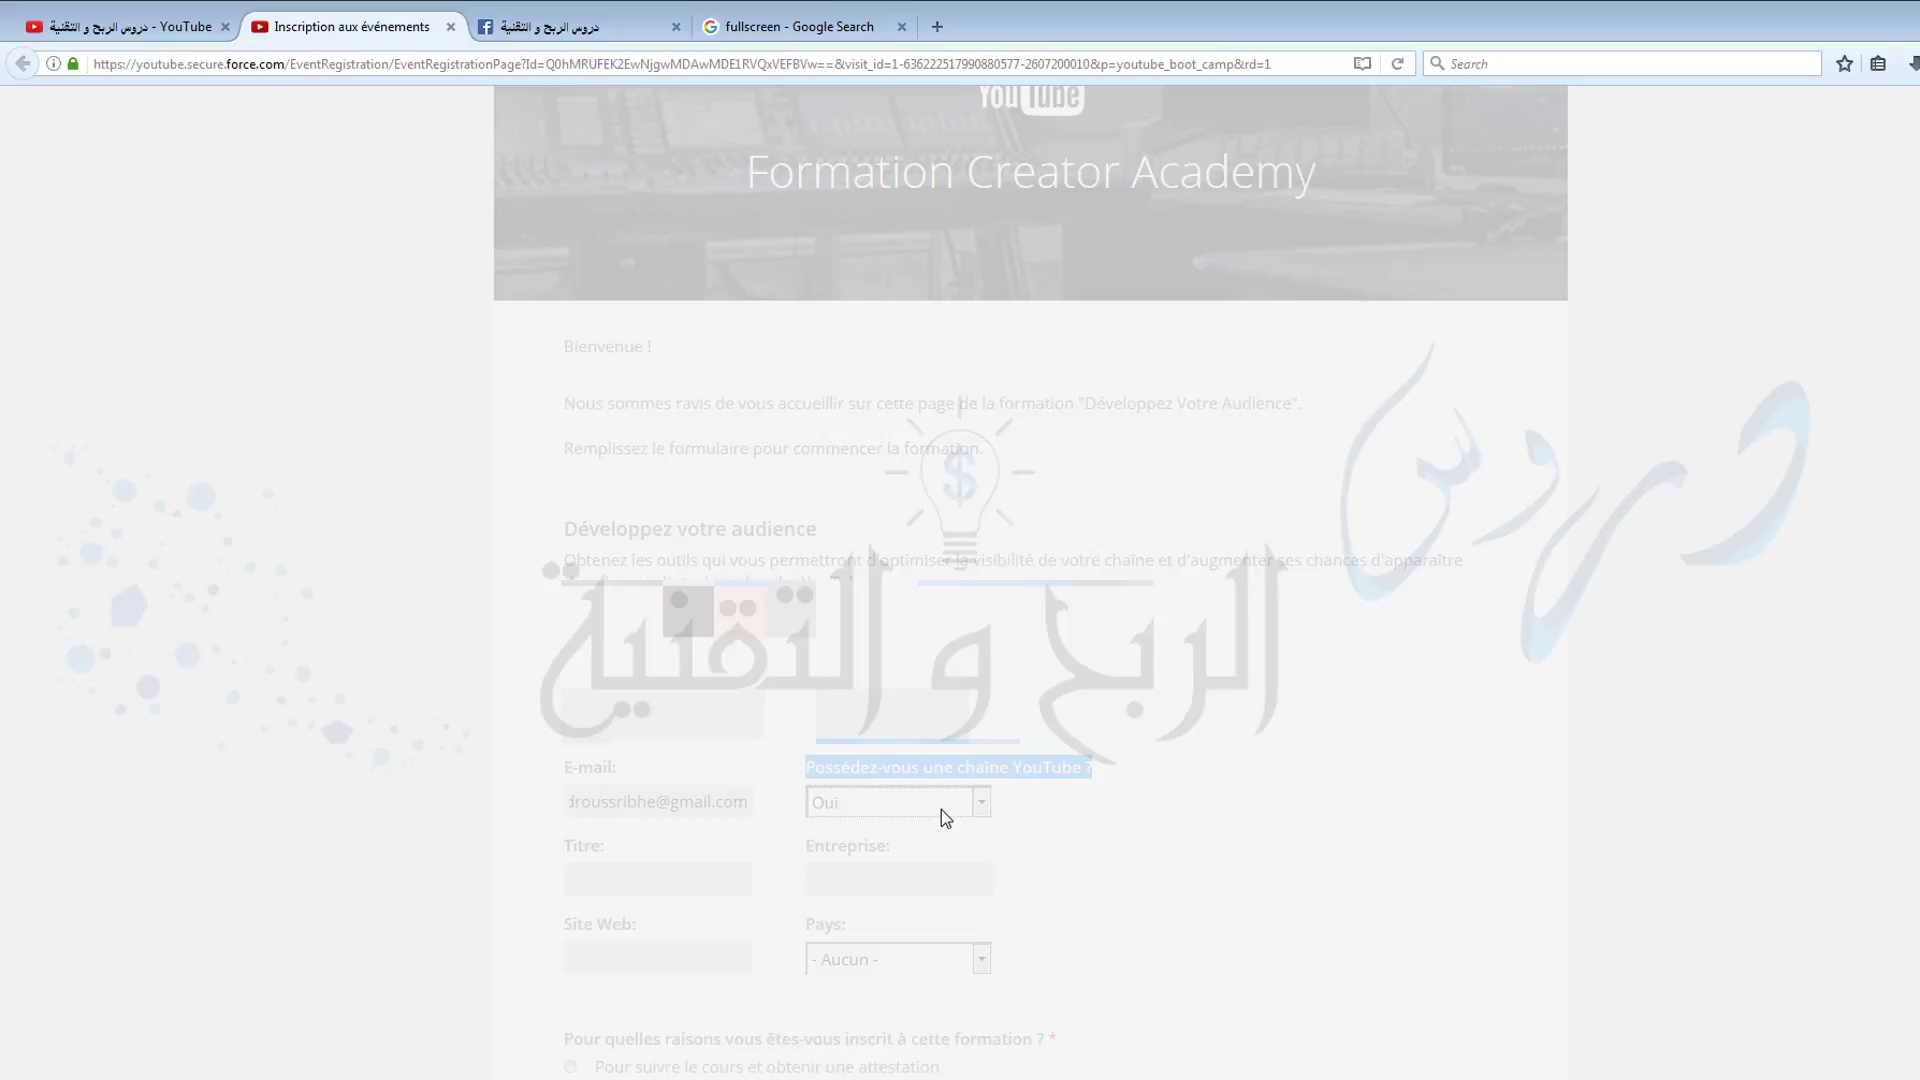 دروس الربح و التقنية - YouTube
Inscription aux événements
دروس الربح و التقنية
fullscreen - Google Search
https://youtube.secure.force.com/EventRegistration/EventRegistrationPage?Id=Q0hMRUFEK2EwNjgwMDAwMDE1RVQxVEFBVw==&visit_id=1-636222517990880577-2607200010&p=youtube_boot_camp&rd=1
Search
YouTube
Formation Creator Academy
Bienvenue !
Nous sommes ravis de vous accueillir sur cette page de la formation "Développez Votre Audience".
Remplissez le formulaire pour commencer la formation.
Développez votre audience
Obtenez les outils qui vous permettront d'optimiser la visibilité de votre chaîne et d'augmenter ses chances d'apparaître
$
دروس
الربح و التقنية
E-mail:
Possédez-vous une chaîne YouTube ?
droussribhe@gmail.com
Oui
Titre:
Entreprise:
Site Web:
Pays:
- Aucun -
Pour quelles raisons vous êtes-vous inscrit à cette formation ? *
Pour suivre le cours et obtenir une attestation